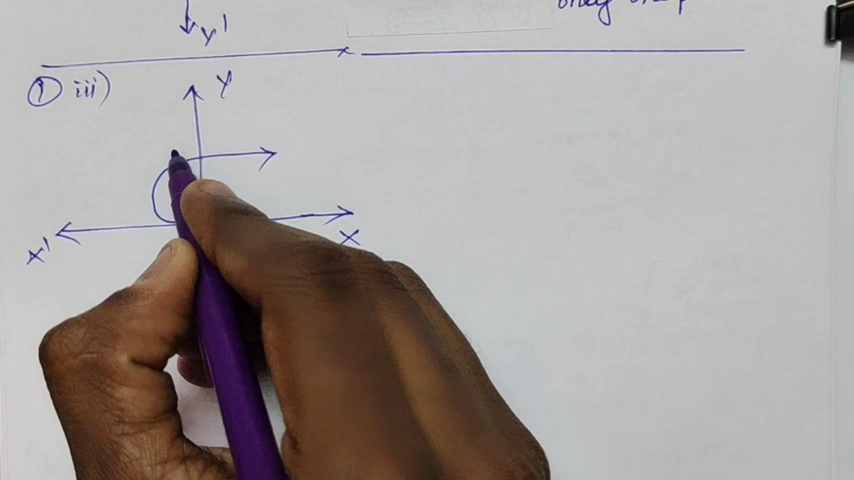 Y'
① iii)
Y
X
X'